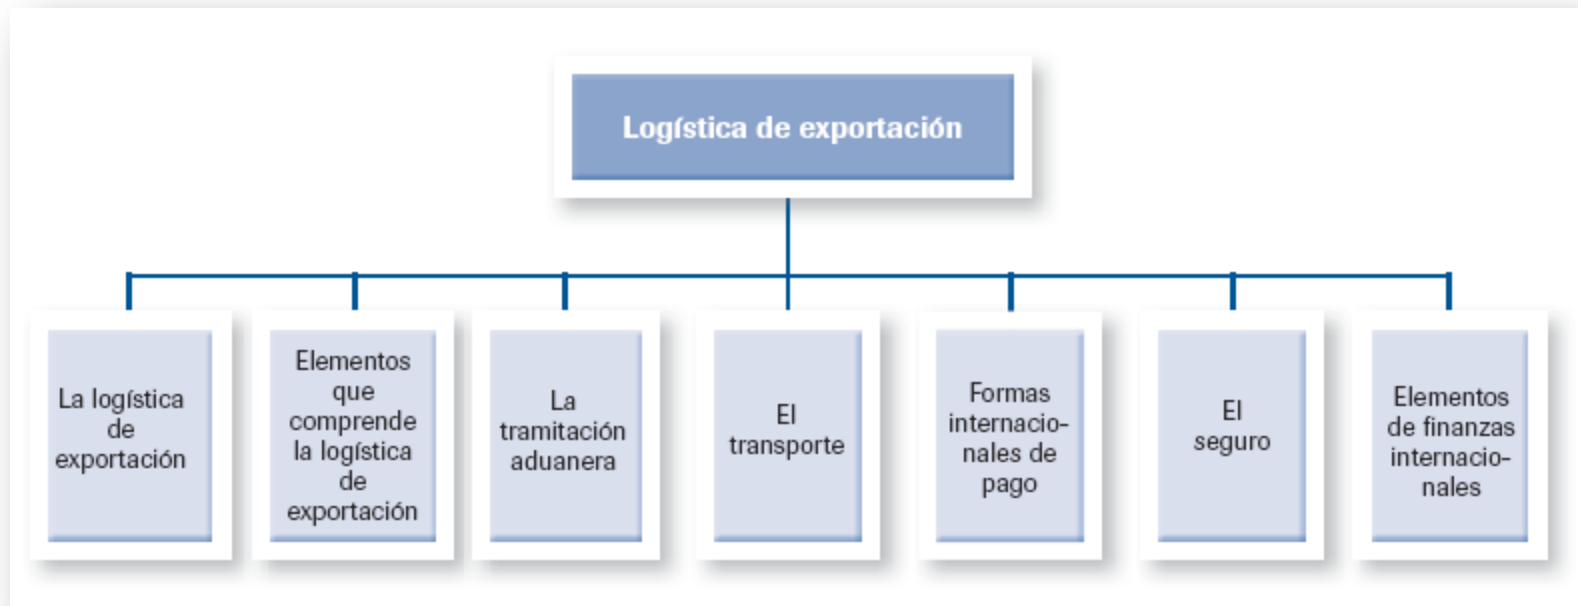 Logística de exportación
La logística
de
exportación
Elementos
que
comprende
la logística
de
exportación
La
tramitación
aduanera
El
transporte
Formas
internacio-
nales de
pago
El
seguro
Elementos
de finanzas
internacio-
nales